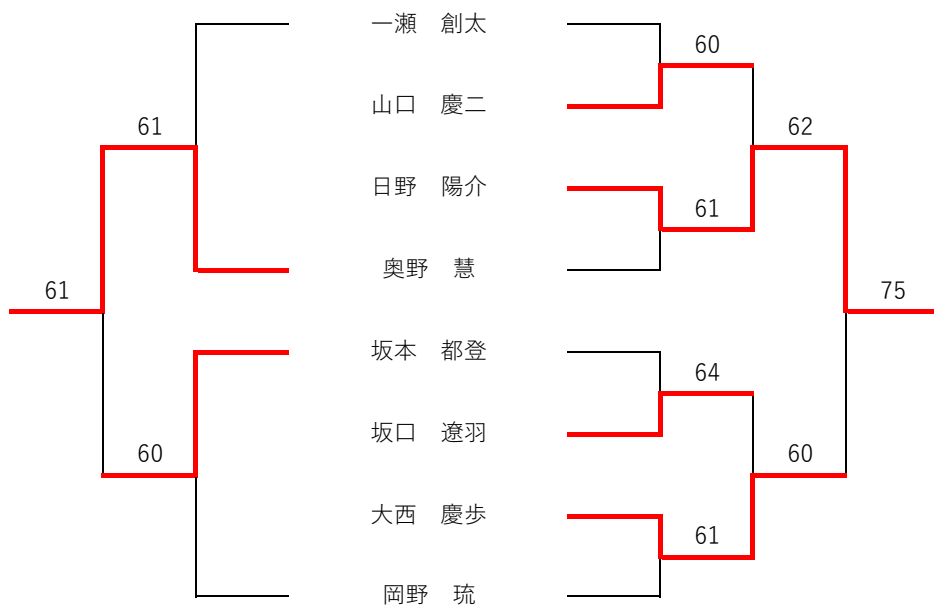 一瀬　創太
60
山口　慶二
61
62
日野　陽介
61
奥野　慧
61
75
坂本　都登
64
坂口　遼羽
60
60
大西　慶歩
61
岡野　琉